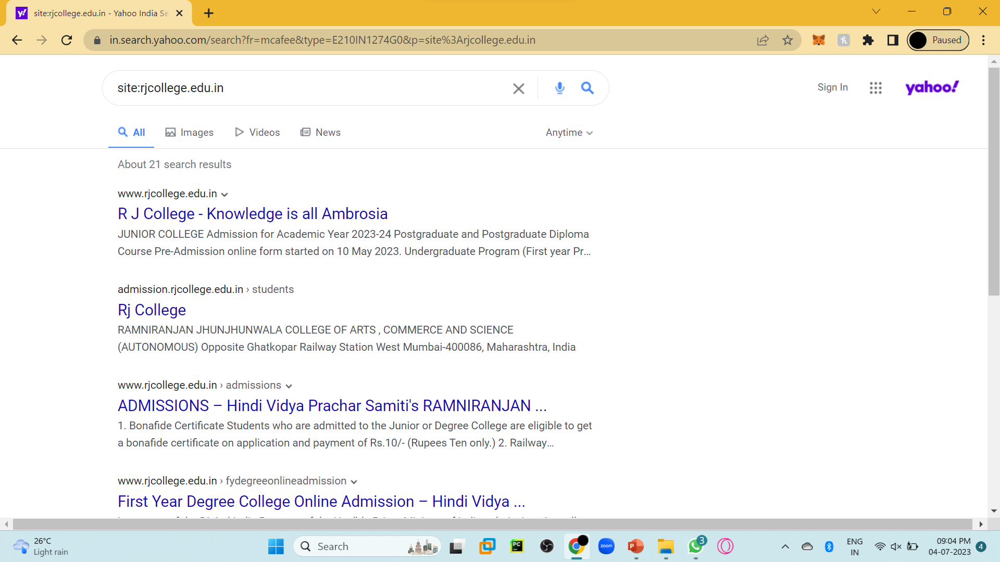 site:rjcollege.edu.in - Yahoo India Se
in.search.yahoo.com/search?fr=mcafee&type=E210IN1274G0&p=site%3Arjcollege.edu.in
Paused
site:rjcollege.edu.in
Sign In
yahoo!
All
Images
Videos
News
Anytime
About 21 search results
www.rjcollege.edu.in
R J College - Knowledge is all Ambrosia
JUNIOR COLLEGE Admission for Academic Year 2023-24 Postgraduate and Postgraduate Diploma
Course Pre-Admission online form started on 10 May 2023. Undergraduate Program (First year Pr...
admission.rjcollege.edu.in › students
Rj College
RAMNIRANJAN JHUNJHUNWALA COLLEGE OF ARTS , COMMERCE AND SCIENCE
(AUTONOMOUS) Opposite Ghatkopar Railway Station West Mumbai-400086, Maharashtra, India
www.rjcollege.edu.in › admissions
ADMISSIONS – Hindi Vidya Prachar Samiti's RAMNIRANJAN ...
1. Bonafide Certificate Students who are admitted to the Junior or Degree College are eligible to get
a bonafide certificate on application and payment of Rs.10/- (Rupees Ten only.) 2. Railway...
www.rjcollege.edu.in › fydegreeonlineadmission
First Year Degree College Online Admission – Hindi Vidya ...
26°C
Light rain
Search
PC
zoom
P
3
ENG
IN
09:04 PM
04-07-2023
4